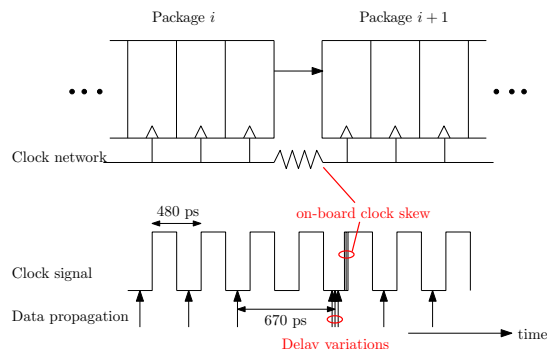 Package i
Package i + 1
Clock network
480 ps
on-board clock skew
Clock signal
Data propagation
670 ps
time
Delay variations